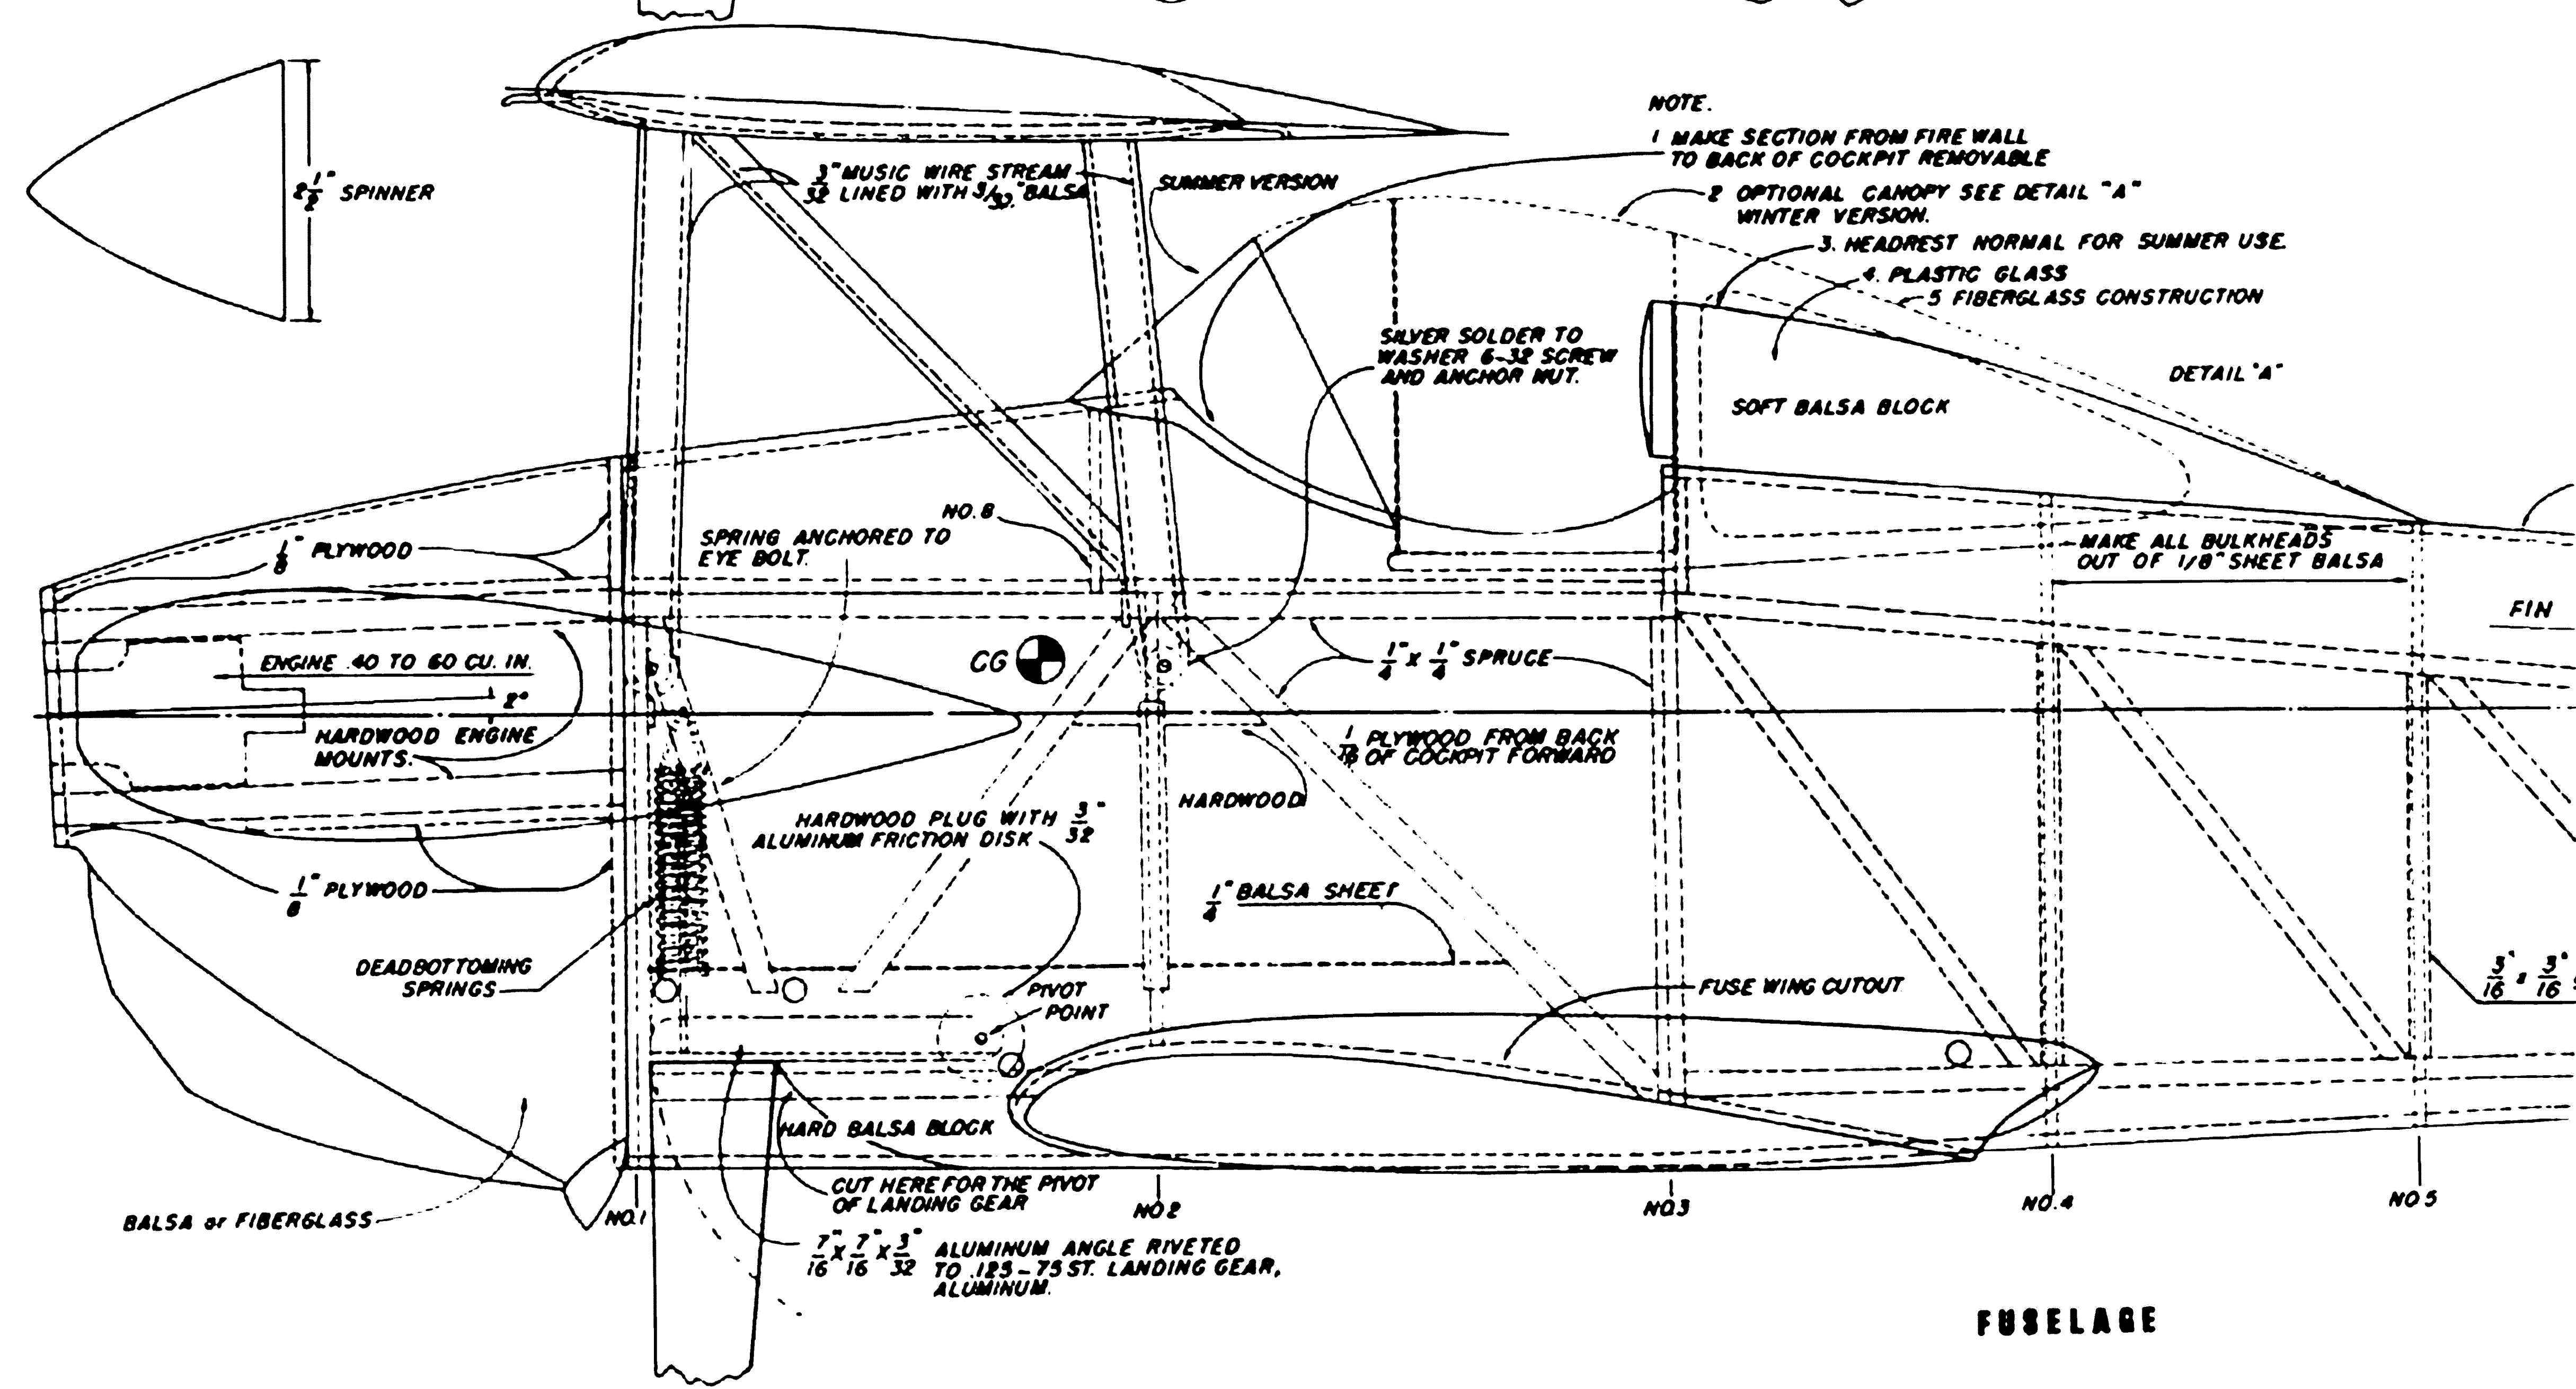 2 1/2" SPINNER
3/32" MUSIC WIRE STREAM
LINED WITH 3/32" BALSA
SUMMER VERSION
NOTE.
1 MAKE SECTION FROM FIRE WALL
TO BACK OF COCKPIT REMOVABLE
2 OPTIONAL CANOPY SEE DETAIL "A"
WINTER VERSION.
3. HEADREST NORMAL FOR SUMMER USE
4. PLASTIC GLASS
5 FIBERGLASS CONSTRUCTION
SILVER SOLDER TO
WASHER 6-32 SCREW
AND ANCHOR NUT.
DETAIL "A"
SOFT BALSA BLOCK
NO. 8
SPRING ANCHORED TO
EYE BOLT.
1/8" PLYWOOD
MAKE ALL BULKHEADS
OUT OF 1/8" SHEET BALSA
FIN
ENGINE .40 TO 60 CU. IN.
2°
CG
1/4" x 1/4" SPRUCE
HARDWOOD ENGINE
MOUNTS.
1/16 PLYWOOD FROM BACK
OF COCKPIT FORWARD
HARDWOOD
HARDWOOD PLUG WITH 3/32"
ALUMINUM FRICTION DISK
1/8" PLYWOOD
1/4" BALSA SHEET
DEADBOTTOMING
SPRINGS
PIVOT
POINT
FUSE WING CUTOUT
3/16" x 3/16"
HARD BALSA BLOCK
CUT HERE FOR THE PIVOT
OF LANDING GEAR
BALSA or FIBERGLASS
NO.1
NO.2
NO.3
NO.4
NO.5
7/16" x 7/16 x 3/32" ALUMINUM ANGLE RIVETED
TO .125-75 ST. LANDING GEAR,
ALUMINUM.
FUSELAGE